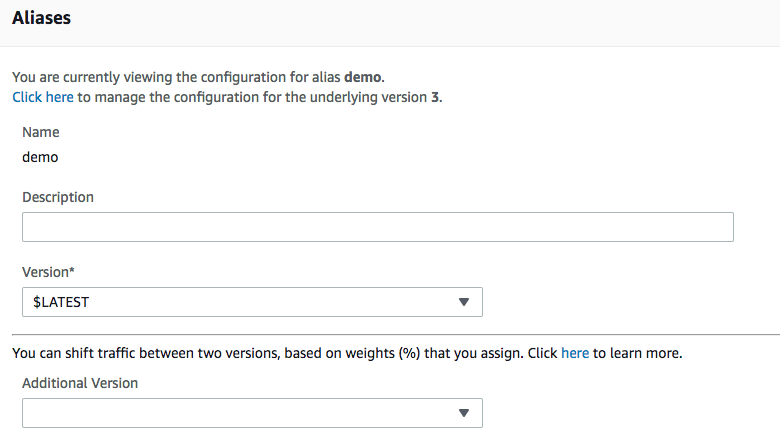 Aliases
You are currently viewing the configuration for alias demo.
Click here to manage the configuration for the underlying version 3.
Name
demo
Description
Version*
$LATEST
You can shift traffic between two versions, based on weights (%) that you assign. Click here to learn more.
Additional Version